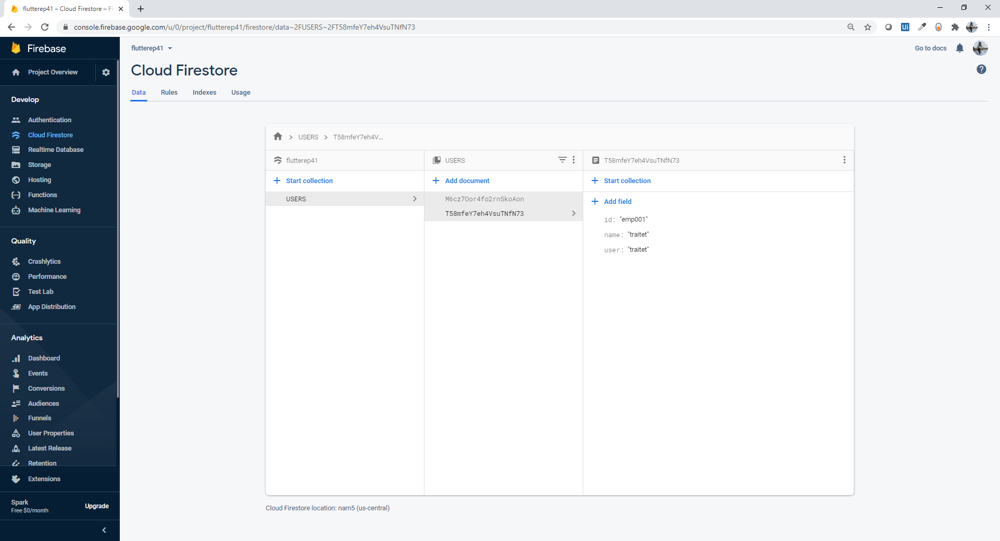 flutterep41 – Cloud Firestore – Fi
console.firebase.google.com/u/0/project/flutterep41/firestore/data~2FUSERS~2FT58mfeY7eh4VsuTNfN73
Ui
Firebase
Project Overview
Develop
Authentication
Cloud Firestore
Realtime Database
Storage
Hosting
Functions
Machine Learning
Quality
Crashlytics
Performance
Test Lab
App Distribution
Analytics
Dashboard
Events
Conversions
Audiences
Funnels
User Properties
Latest Release
Retention
Extensions
Spark
Free $0/month
Upgrade
flutterep41
Go to docs
Cloud Firestore
Data Rules Indexes Usage
USERS T58mfeY7eh4V...
flutterep41
Start collection
USERS
USERS
Add document
M6cz7Oor4fo2rnSkoAon
T58mfeY7eh4VsuTNfN73
T58mfeY7eh4VsuTNfN73
Start collection
Add field
id: "emp001"
name: "traitet"
user: "traitet"
Cloud Firestore location: nam5 (us-central)